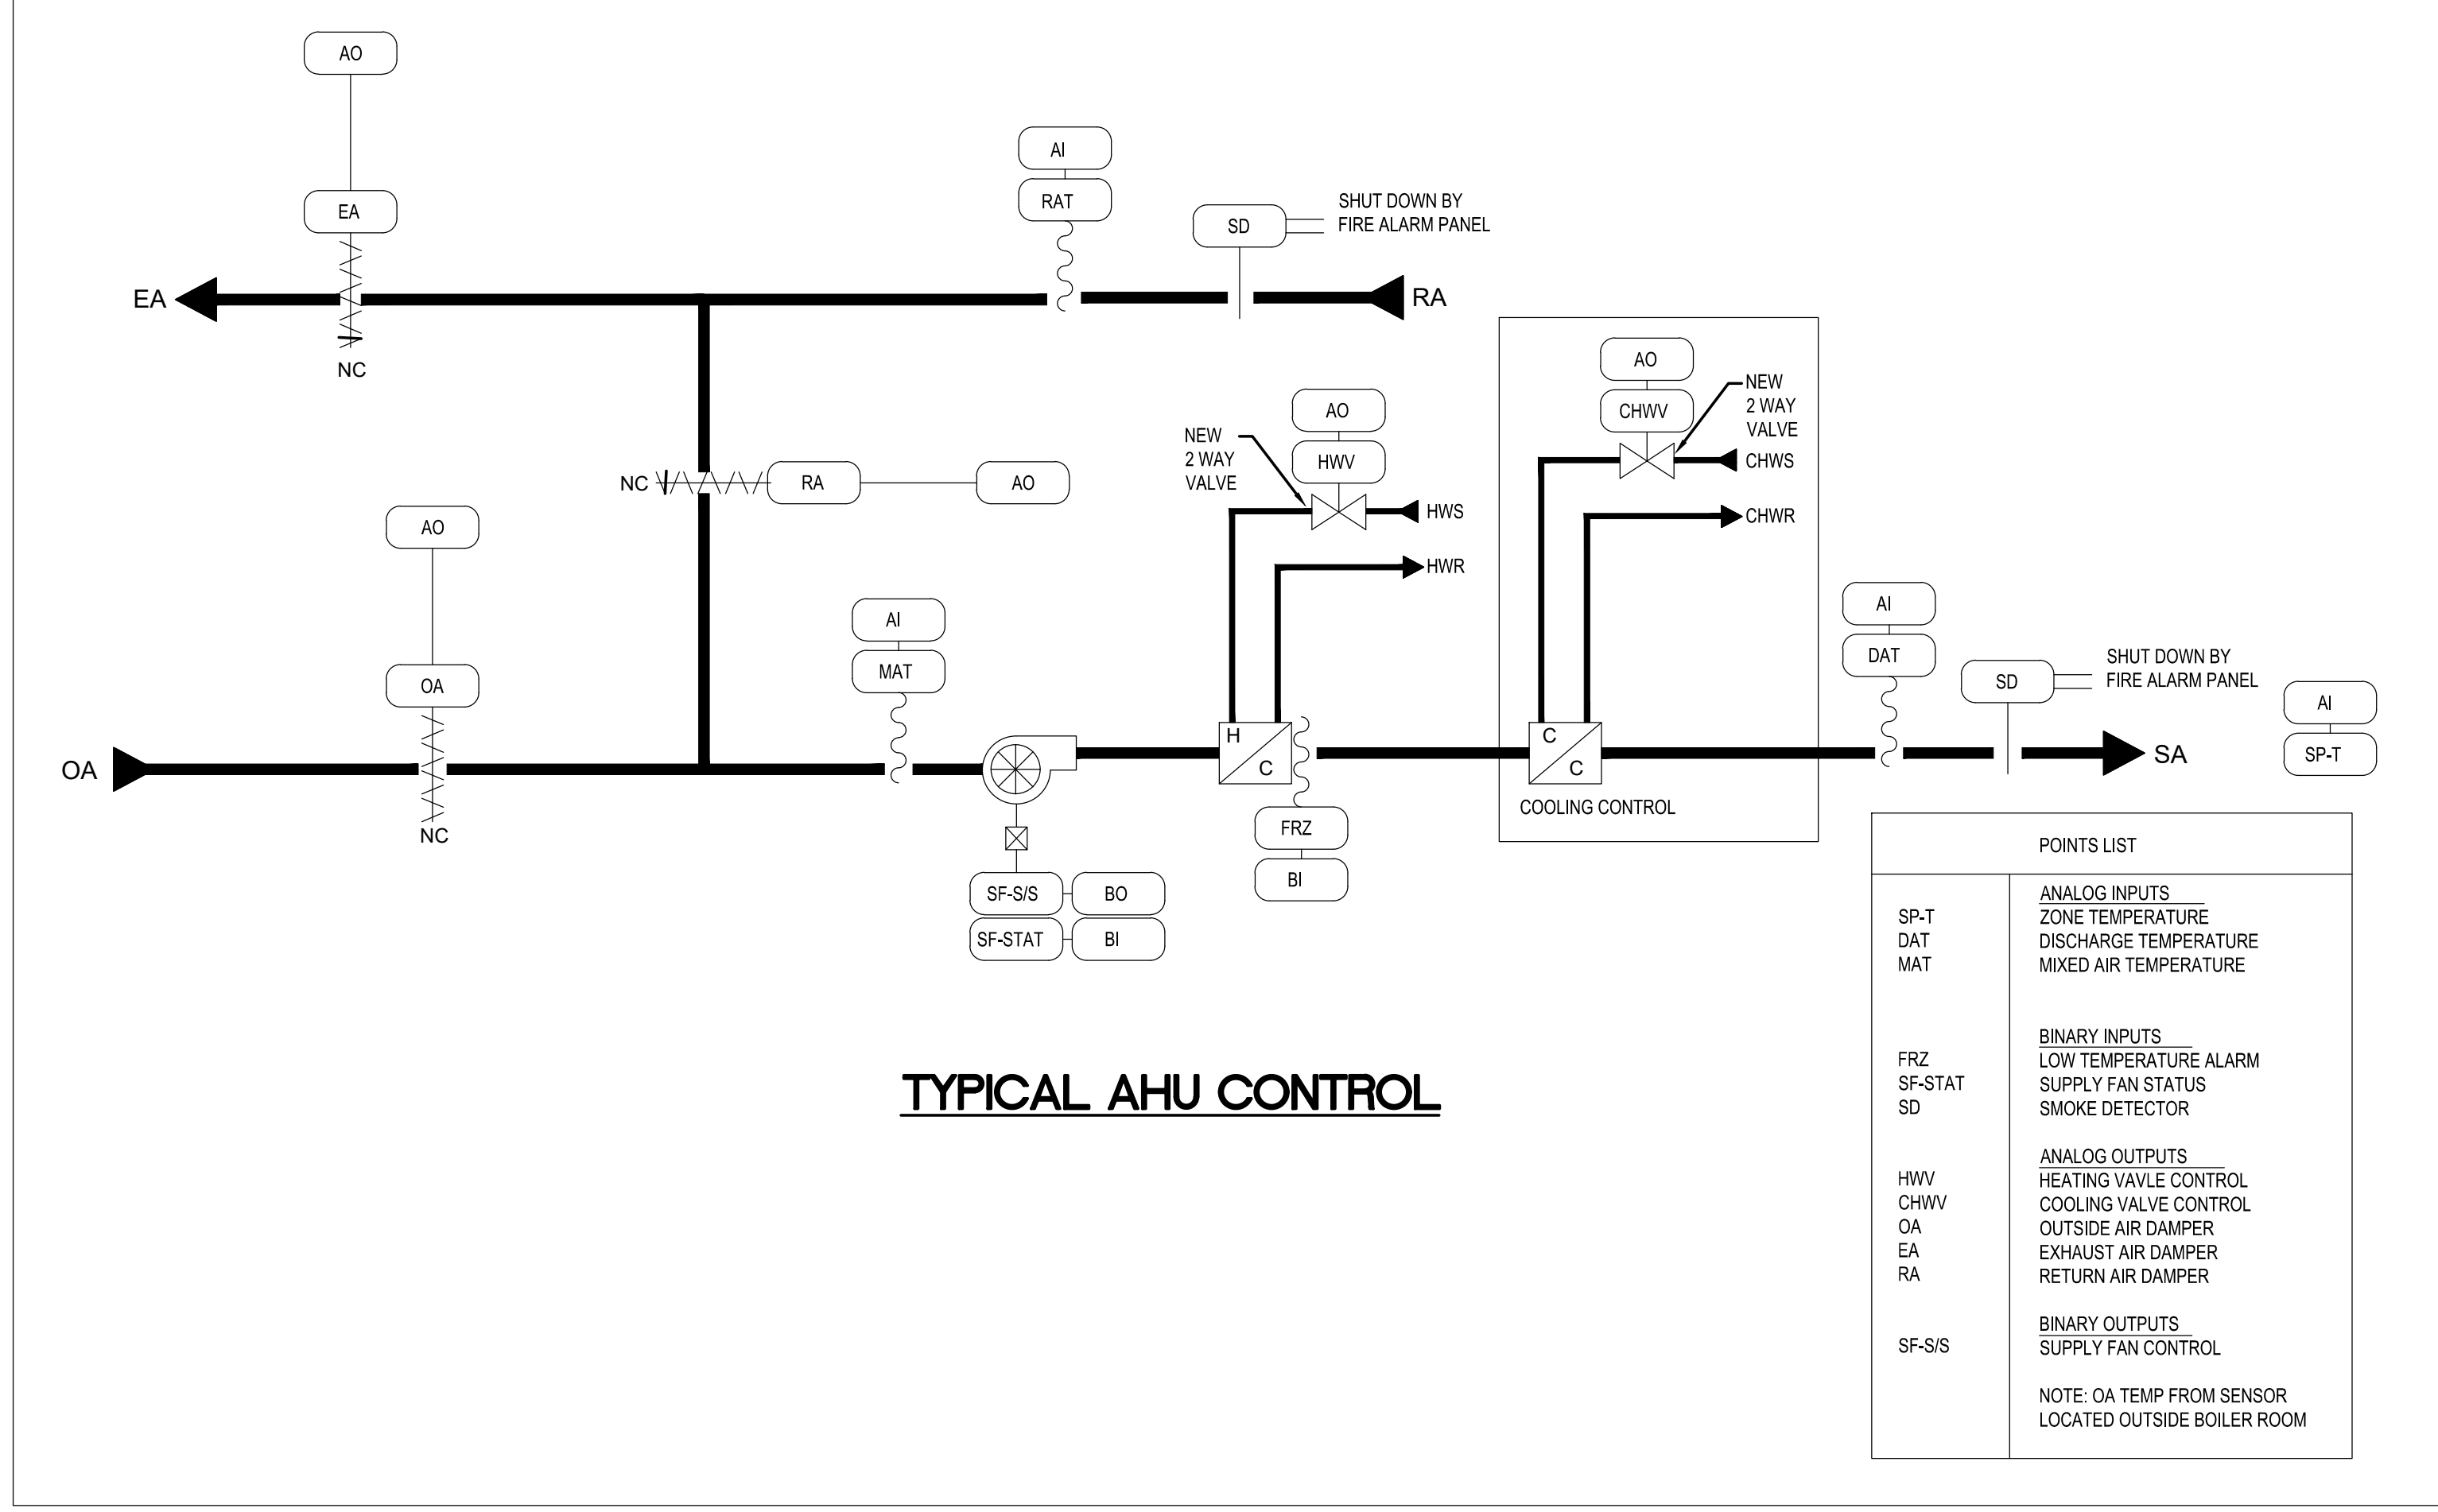 AO
EA
EA
NC
AI
RAT
SD
SHUT DOWN BY
FIRE ALARM PANEL
RA
NC
RA
AO
AO
OA
OA
NC
AI
MAT
SF-S/S
BO
SF-STAT
BI
NEW
2 WAY
VALVE
AO
HWV
HWS
HWR
H
C
FRZ
BI
AO
CHWV
NEW
2 WAY
VALVE
CHWS
CHWR
C
C
COOLING CONTROL
AI
DAT
SD
SHUT DOWN BY
FIRE ALARM PANEL
SA
AI
SP-T
TYPICAL AHU CONTROL
POINTS LIST
ANALOG INPUTS
SP-T ZONE TEMPERATURE
DAT DISCHARGE TEMPERATURE
MAT MIXED AIR TEMPERATURE
BINARY INPUTS
FRZ LOW TEMPERATURE ALARM
SF-STAT SUPPLY FAN STATUS
SD SMOKE DETECTOR
ANALOG OUTPUTS
HWV HEATING VAVLE CONTROL
CHWV COOLING VALVE CONTROL
OA OUTSIDE AIR DAMPER
EA EXHAUST AIR DAMPER
RA RETURN AIR DAMPER
BINARY OUTPUTS
SF-S/S SUPPLY FAN CONTROL
NOTE: OA TEMP FROM SENSOR
LOCATED OUTSIDE BOILER ROOM